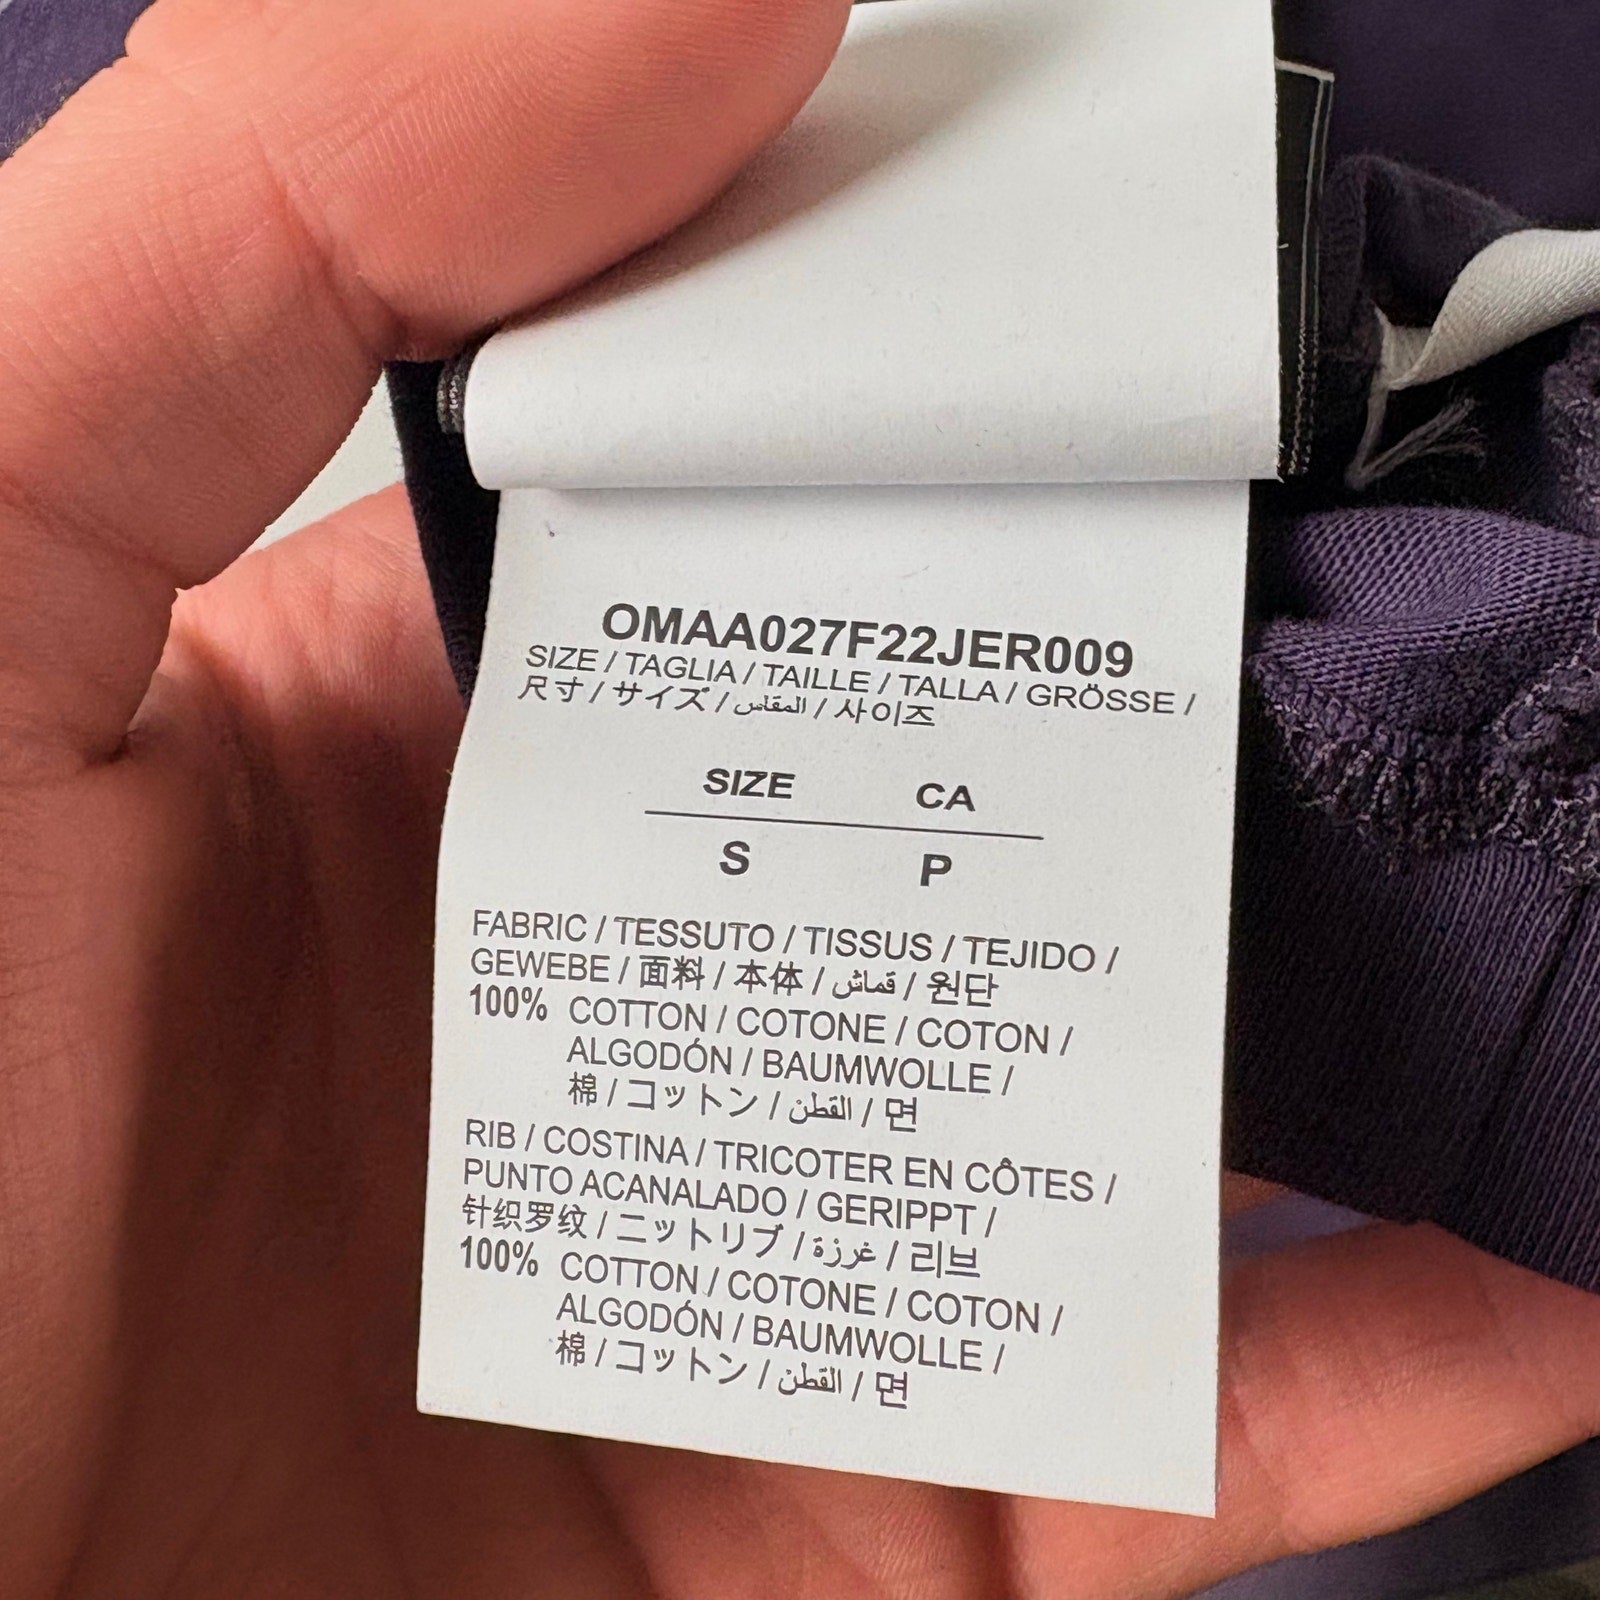 OMAA027F22JER009
SIZE / TAGLIA / TAILLE / TALLA / GRÖSSE /
尺寸 / サイズ / المقاس / 사이즈
SIZE CA
S P
FABRIC / TESSUTO / TISSUS / TEJIDO /
GEWEBE / 面料 / 本体 / قماش / 원단
100% COTTON / COTONE / COTON /
ALGODÓN / BAUMWOLLE /
棉 / コットン / القطن / 면
RIB / COSTINA / TRICOTER EN CÔTES /
PUNTO ACANALADO / GERIPPT /
针织罗纹 / ニットリブ / غرزة / 리브
100% COTTON / COTONE / COTON /
ALGODÓN / BAUMWOLLE /
棉 / コットン / القطن / 면